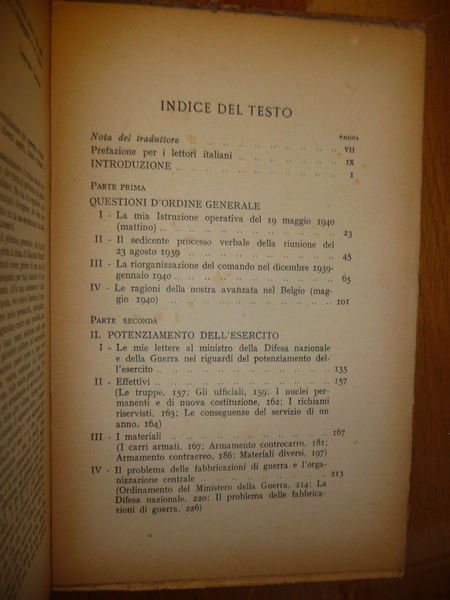 INDICE DEL TESTO
PAGINA
Nota del traduttore .. .. .. .. .. .. .. .. .. VII
Prefazione per i lettori italiani .. .. .. .. .. .. IX
INTRODUZIONE .. .. .. .. .. .. .. .. .. 1
PARTE PRIMA
QUESTIONI D'ORDINE GENERALE
I - La mia Istruzione operativa del 19 maggio 1940
(mattino) .. .. .. .. .. .. .. .. .. 23
II - Il sedicente processo verbale della riunione del
23 agosto 1939 .. .. .. .. .. .. .. 45
III - La riorganizzazione del comando nel dicembre 1939-
gennaio 1940 .. .. .. .. .. .. .. .. 65
IV - Le ragioni della nostra avanzata nel Belgio (mag-
gio 1940) .. .. .. .. .. .. .. .. .. 101
PARTE SECONDA
IL POTENZIAMENTO DELL'ESERCITO
I - Le mie lettere al ministro della Difesa nazionale
e della Guerra nei riguardi del potenziamento del-
l'esercito .. .. .. .. .. .. .. .. .. 135
II - Effettivi .. .. .. .. .. .. .. .. .. 157
(Le truppe, 157; Gli ufficiali, 159; I nuclei per-
manenti e di nuova costituzione, 162; I richiami
riservisti, 163; Le conseguenze del servizio di un
anno, 164)
III - I materiali .. .. .. .. .. .. .. .. .. 167
(I carri armati, 167; Armamento controcarro, 181;
Armamento contraereo, 186; Materiali diversi, 197)
IV - Il problema delle fabbricazioni di guerra e l'orga-
nizzazione centrale .. .. .. .. .. .. .. 213
(Ordinamento del Ministero della Guerra, 214; La
Difesa nazionale, 220; Il problema delle fabbrica-
zioni di guerra, 226)